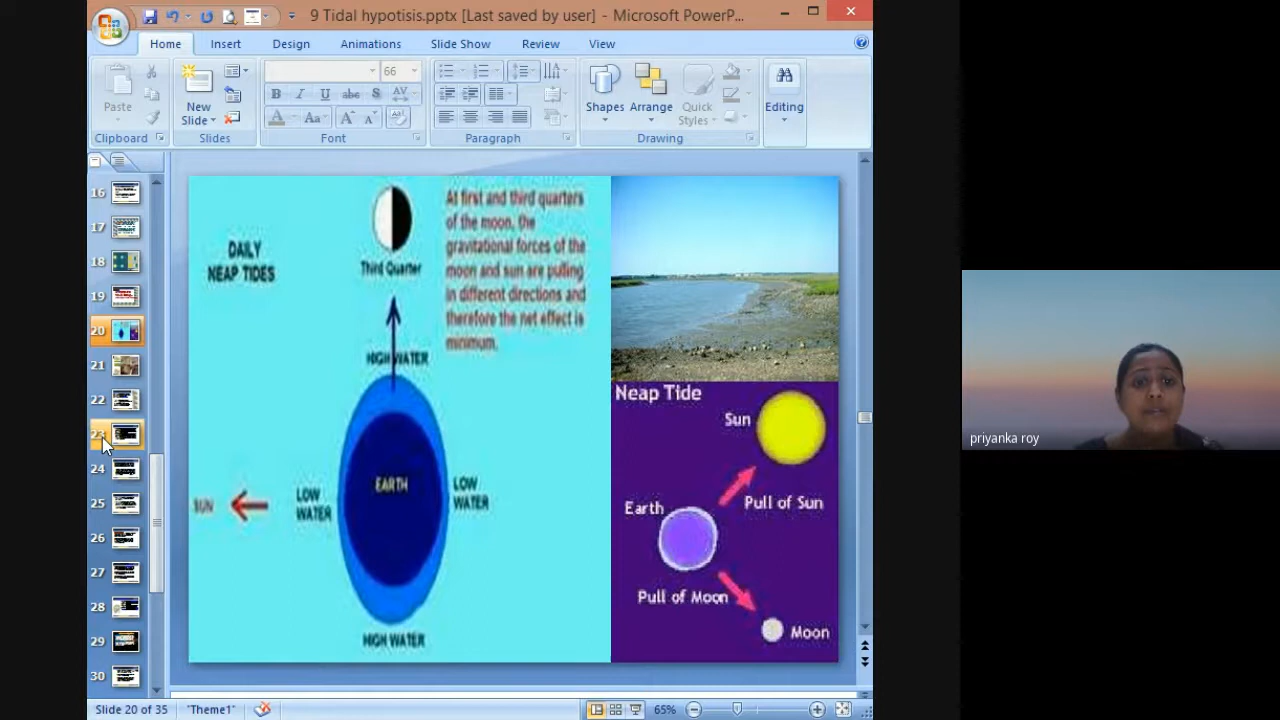 9 Tidal hypotisis.pptx [Last saved by user] - Microsoft PowerP...
Home Insert Design Animations Slide Show Review View
66
Paste
New
Slide
Shapes Arrange Quick
Styles
Editing
Clipboard Slides Font Paragraph Drawing
16
17
18
19
20
21
22
23
24
25
26
27
28
29
30
DAILY
NEAP TIDES
Third Quarter
At first and third quarters
of the moon, the
gravitational forces of the
moon and sun are pulling
in different directions and
therefore the net effect is
minimum.
HIGH WATER
EARTH
SUN
LOW
WATER
LOW
WATER
HIGH WATER
Neap Tide
Sun
Pull of Sun
Earth
Pull of Moon
Moon
priyanka roy
Slide 20 of 35 "Theme1" 65%